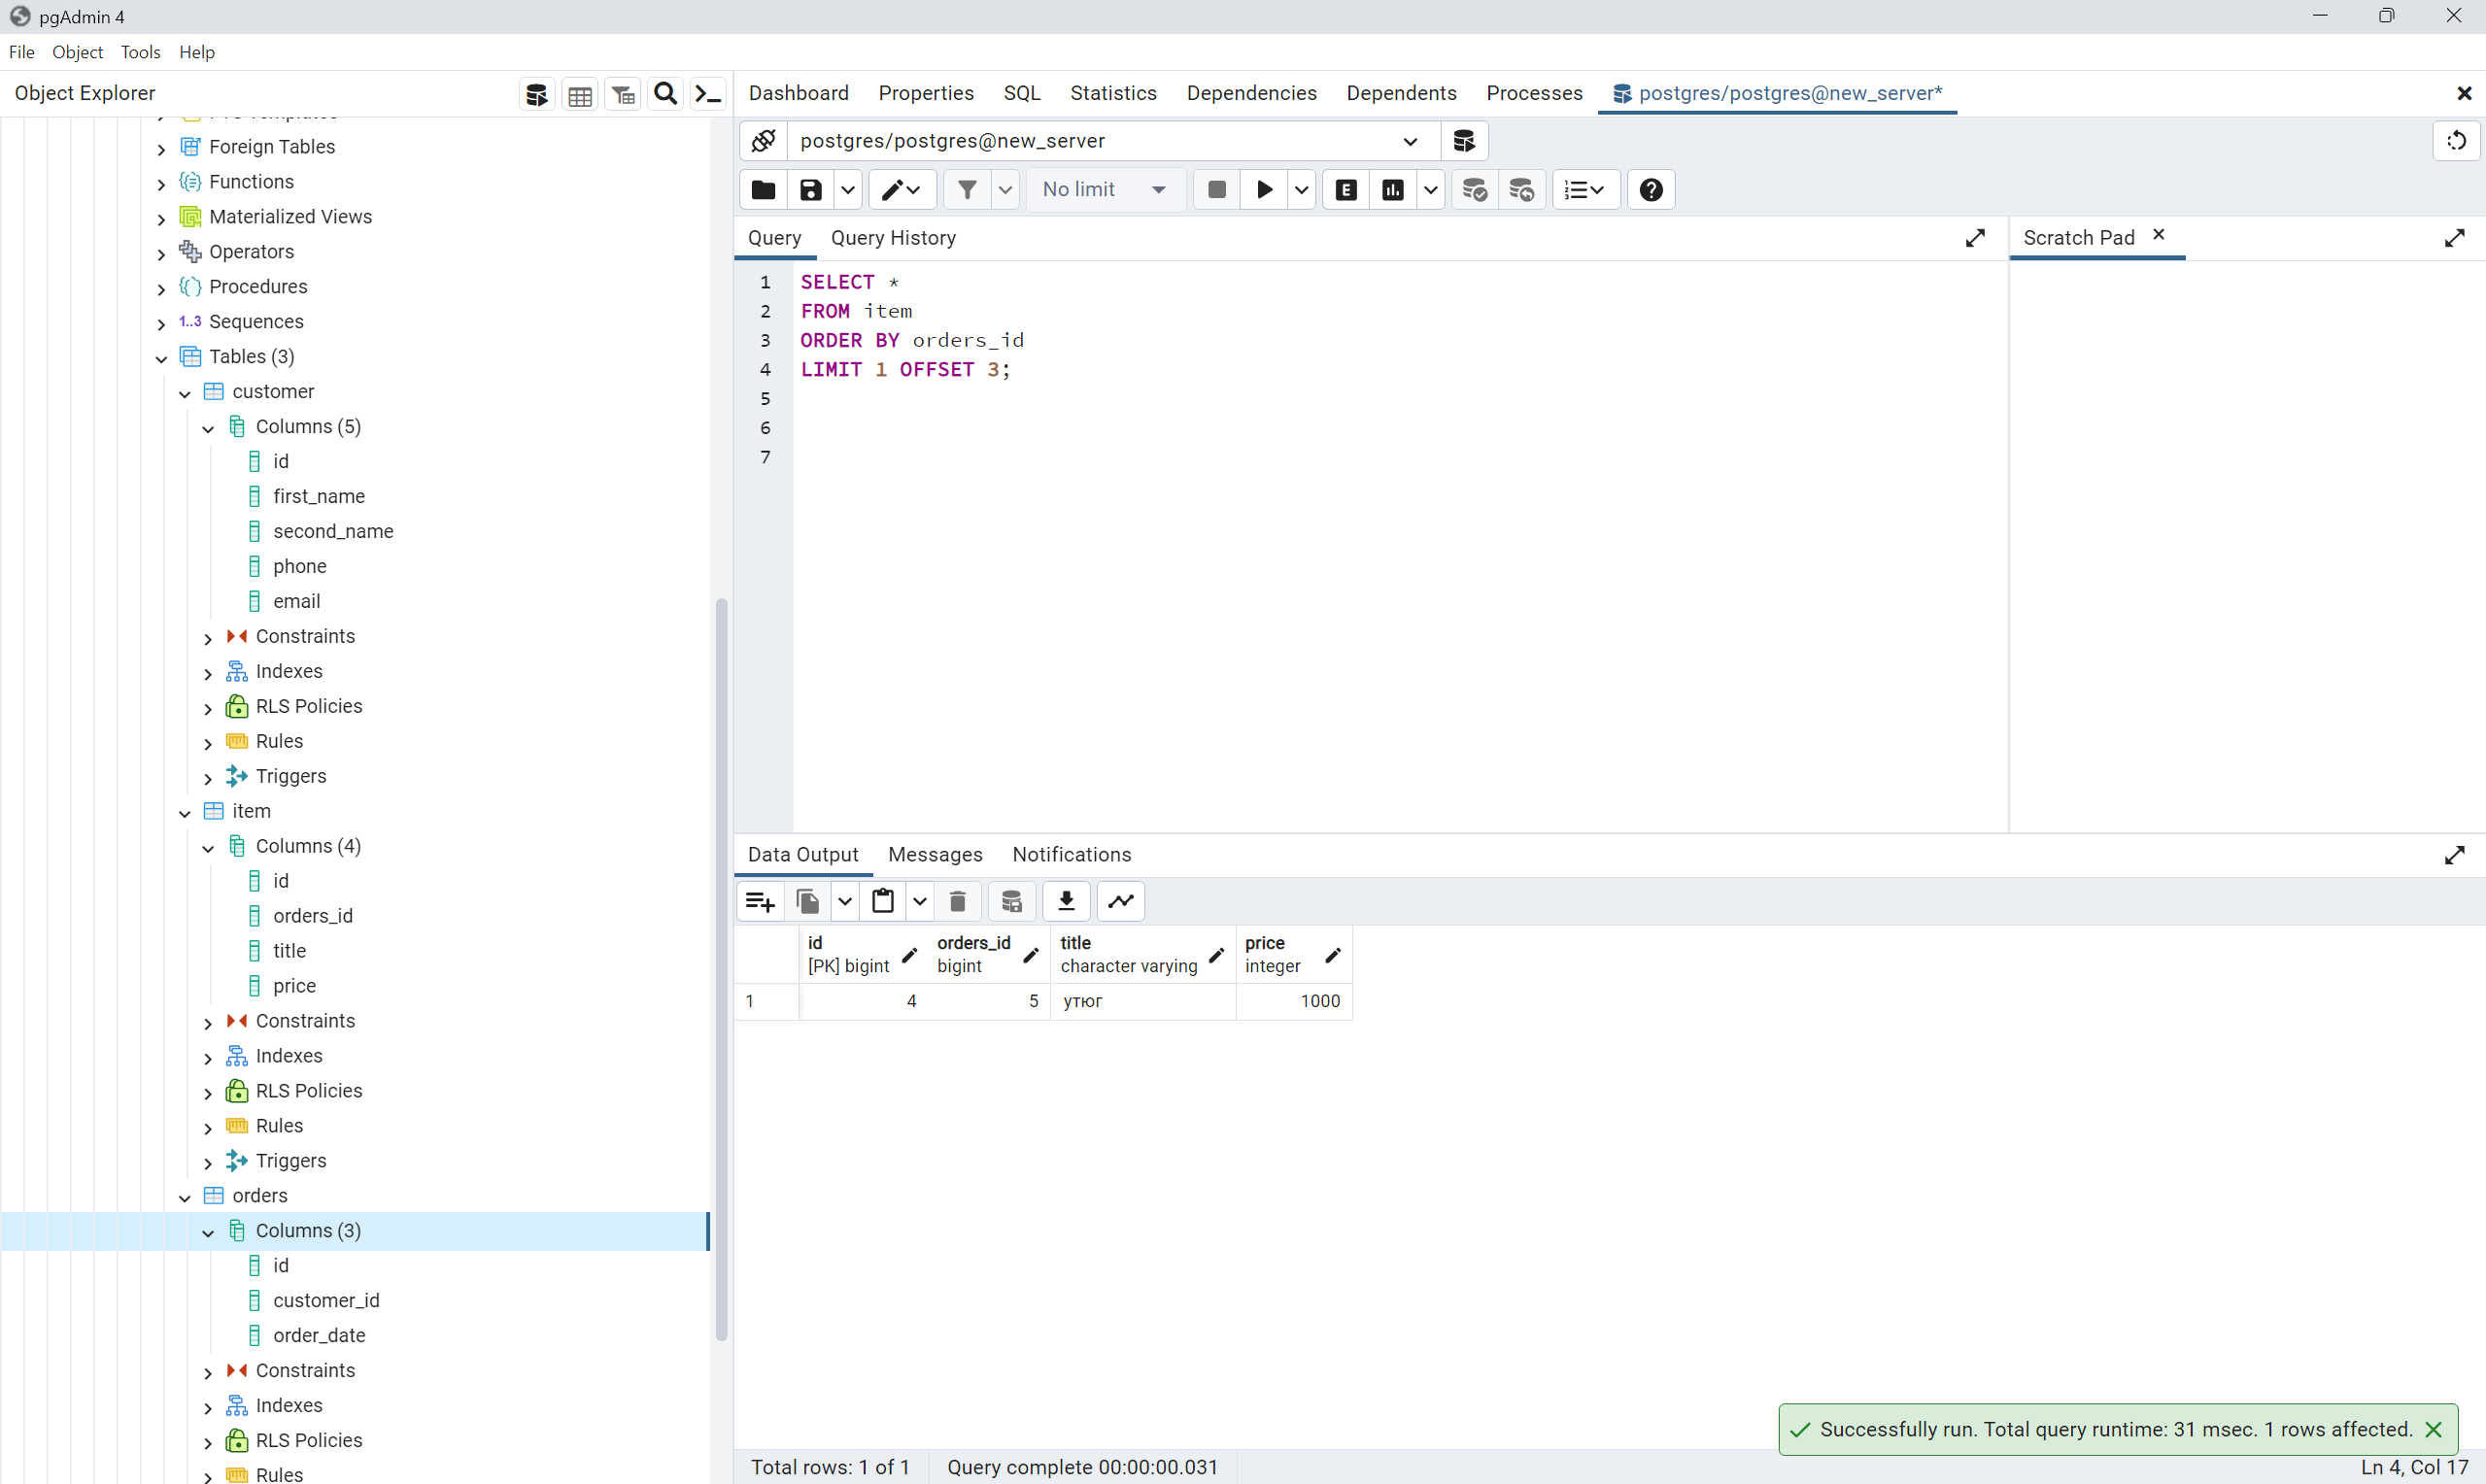 pgAdmin 4
File Object Tools Help
Object Explorer
Foreign Tables
Functions
Materialized Views
Operators
Procedures
1..3 Sequences
Tables (3)
customer
Columns (5)
id
first_name
second_name
phone
email
Constraints
Indexes
RLS Policies
Rules
Triggers
item
Columns (4)
id
orders_id
title
price
Constraints
Indexes
RLS Policies
Rules
Triggers
orders
Columns (3)
id
customer_id
order_date
Constraints
Indexes
RLS Policies
Rules
Dashboard Properties SQL Statistics Dependencies Dependents Processes postgres/postgres@new_server*
postgres/postgres@new_server
No limit
E
Query Query History
Scratch Pad
1 SELECT *
2 FROM item
3 ORDER BY orders_id
4 LIMIT 1 OFFSET 3;
5
6
7
Data Output Messages Notifications
id orders_id title price
[PK] bigint bigint character varying integer
1 4 5 утюг 1000
Successfully run. Total query runtime: 31 msec. 1 rows affected.
Total rows: 1 of 1 Query complete 00:00:00.031 Ln 4, Col 17